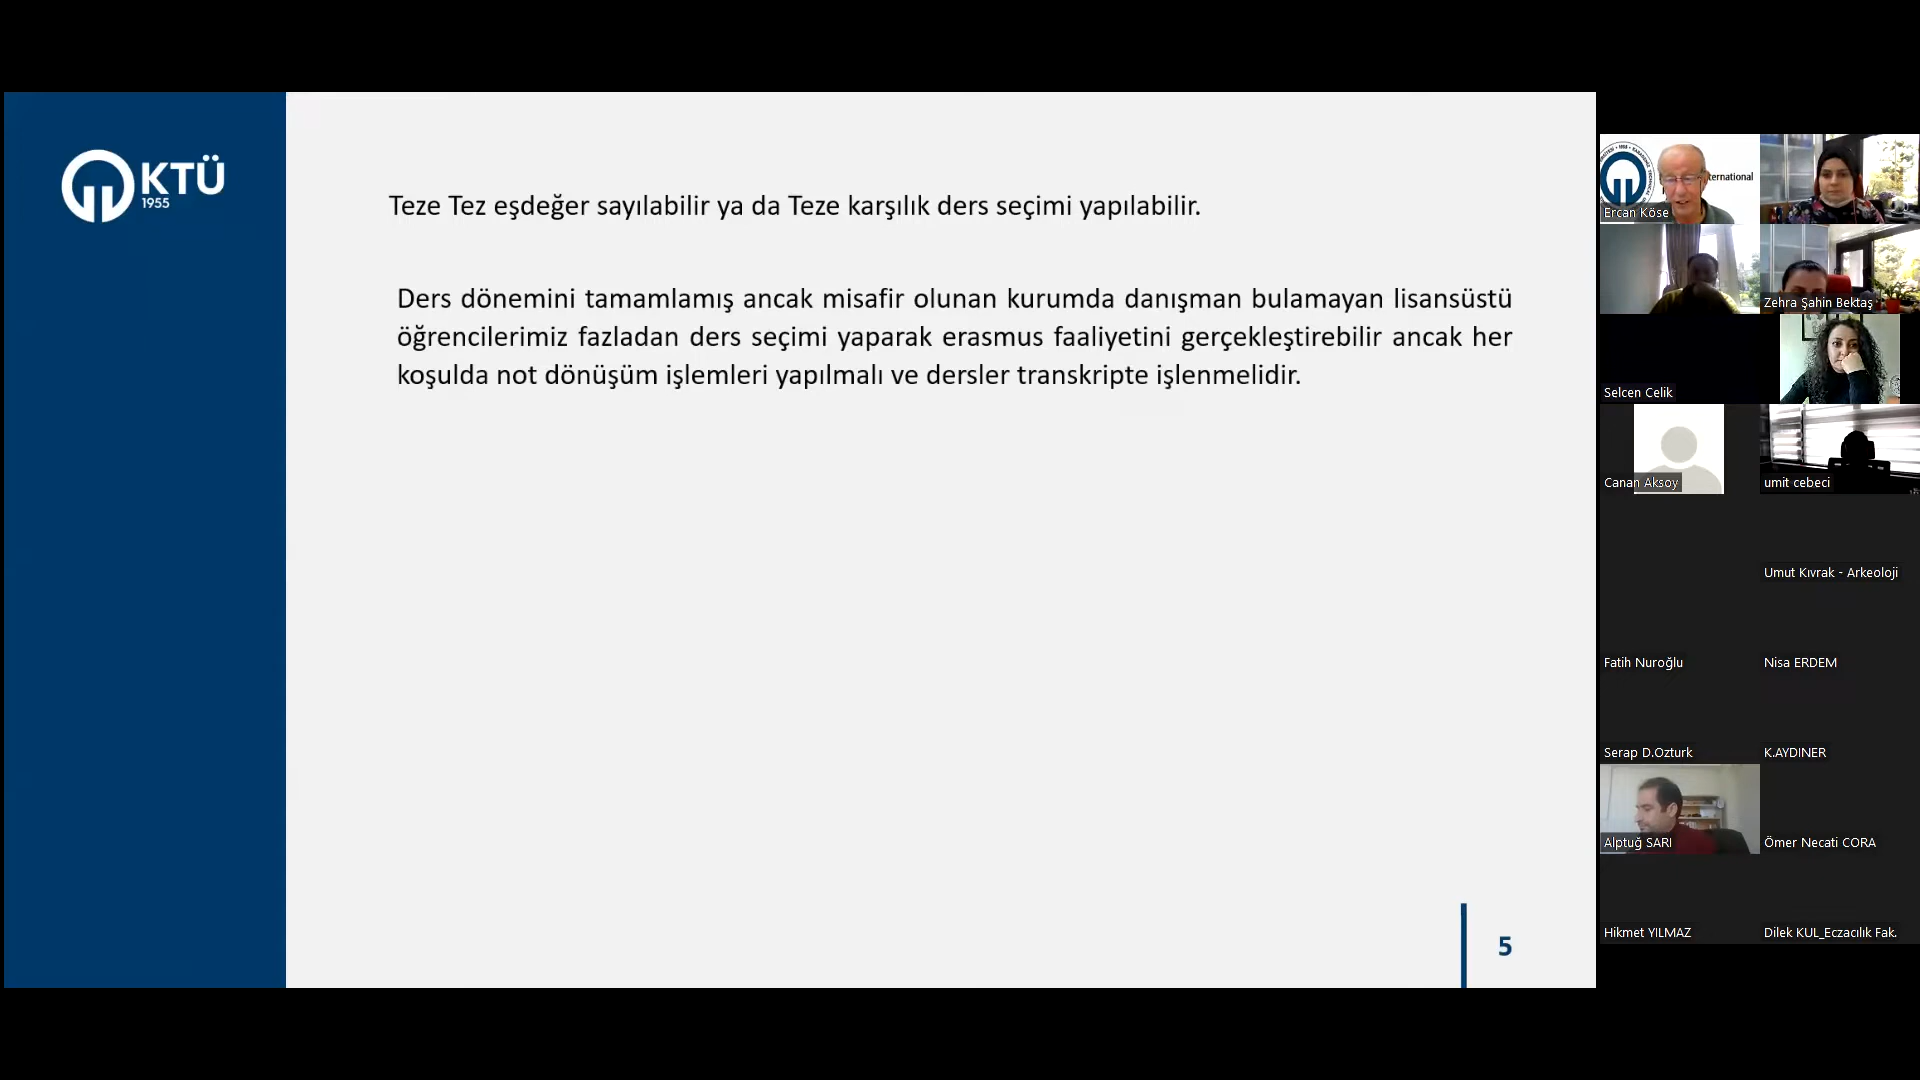 KTÜ
1955
Teze Tez eşdeğer sayılabilir ya da Teze karşılık ders seçimi yapılabilir.
Ders dönemini tamamlamış ancak misafir olunan kurumda danışman bulamayan lisansüstü
öğrencilerimiz fazladan ders seçimi yaparak erasmus faaliyetini gerçekleştirebilir ancak her
koşulda not dönüşüm işlemleri yapılmalı ve dersler transkripte işlenmelidir.
5
ternational
Ercan Köse
Zehra Şahin Bektaş
Selcen Celik
Canan Aksoy
umit cebeci
Umut Kıvrak - Arkeoloji
Fatih Nuroğlu
Nisa ERDEM
Serap D.Ozturk
K.AYDINER
Alptuğ SARI
Ömer Necati CORA
Hikmet YILMAZ
Dilek KUL_Eczacılık Fak.